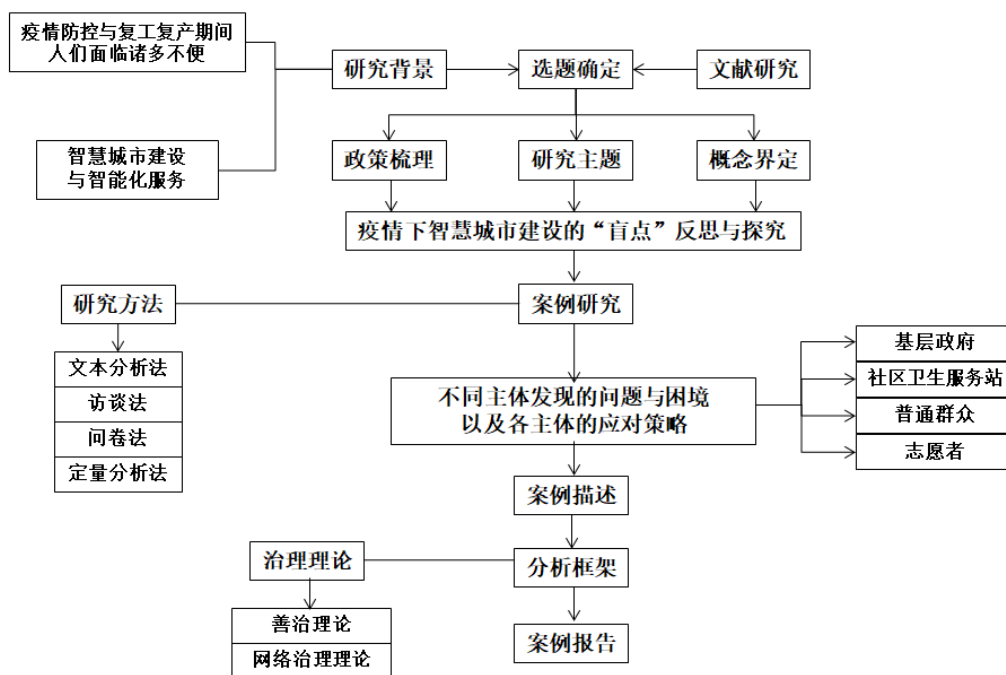 疫情防控与复工复产期间
人们面临诸多不便
研究背景
选题确定
文献研究
智慧城市建设
与智能化服务
政策梳理
研究主题
概念界定
疫情下智慧城市建设的“盲点”反思与探究
研究方法
案例研究
文本分析法
访谈法
问卷法
定量分析法
不同主体发现的问题与困境
以及各主体的应对策略
基层政府
社区卫生服务站
普通群众
志愿者
案例描述
治理理论
分析框架
善治理论
网络治理理论
案例报告